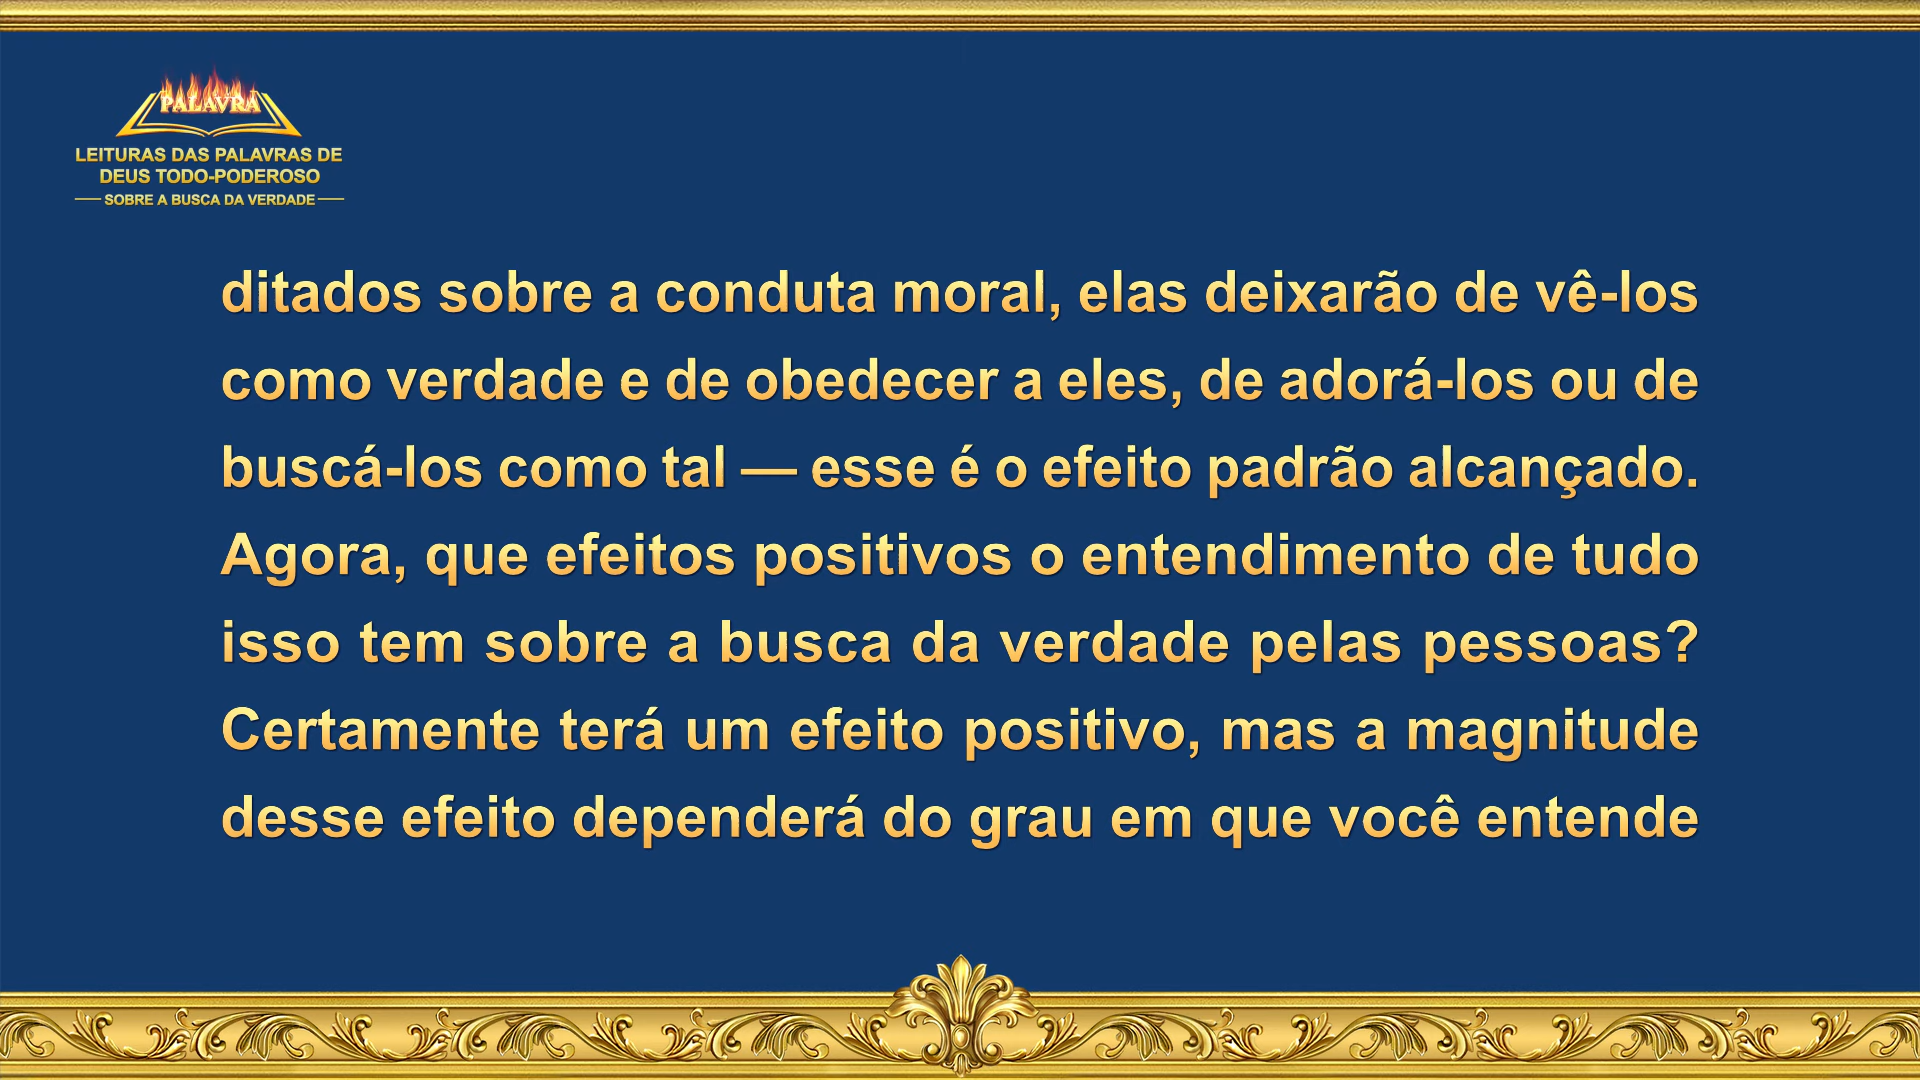 PALAVRA
LEITURAS DAS PALAVRAS DE
DEUS TODO-PODEROSO
SOBRE A BUSCA DA VERDADE
ditados sobre a conduta moral, elas deixarão de vê-los
como verdade e de obedecer a eles, de adorá-los ou de
buscá-los como tal — esse é o efeito padrão alcançado.
Agora, que efeitos positivos o entendimento de tudo
isso tem sobre a busca da verdade pelas pessoas?
Certamente terá um efeito positivo, mas a magnitude
desse efeito dependerá do grau em que você entende